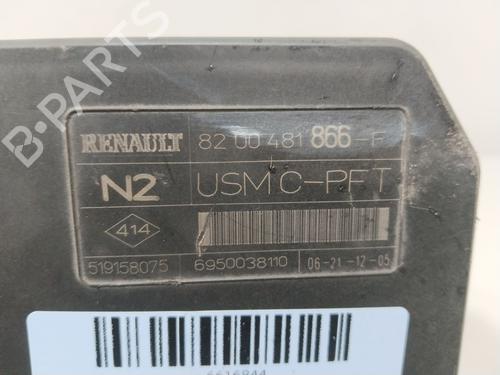 RENAULT 82 00 481 866-F
N2 USM C-PFT
414
519158075 6950038110 06-21-12-05
B-PARTS